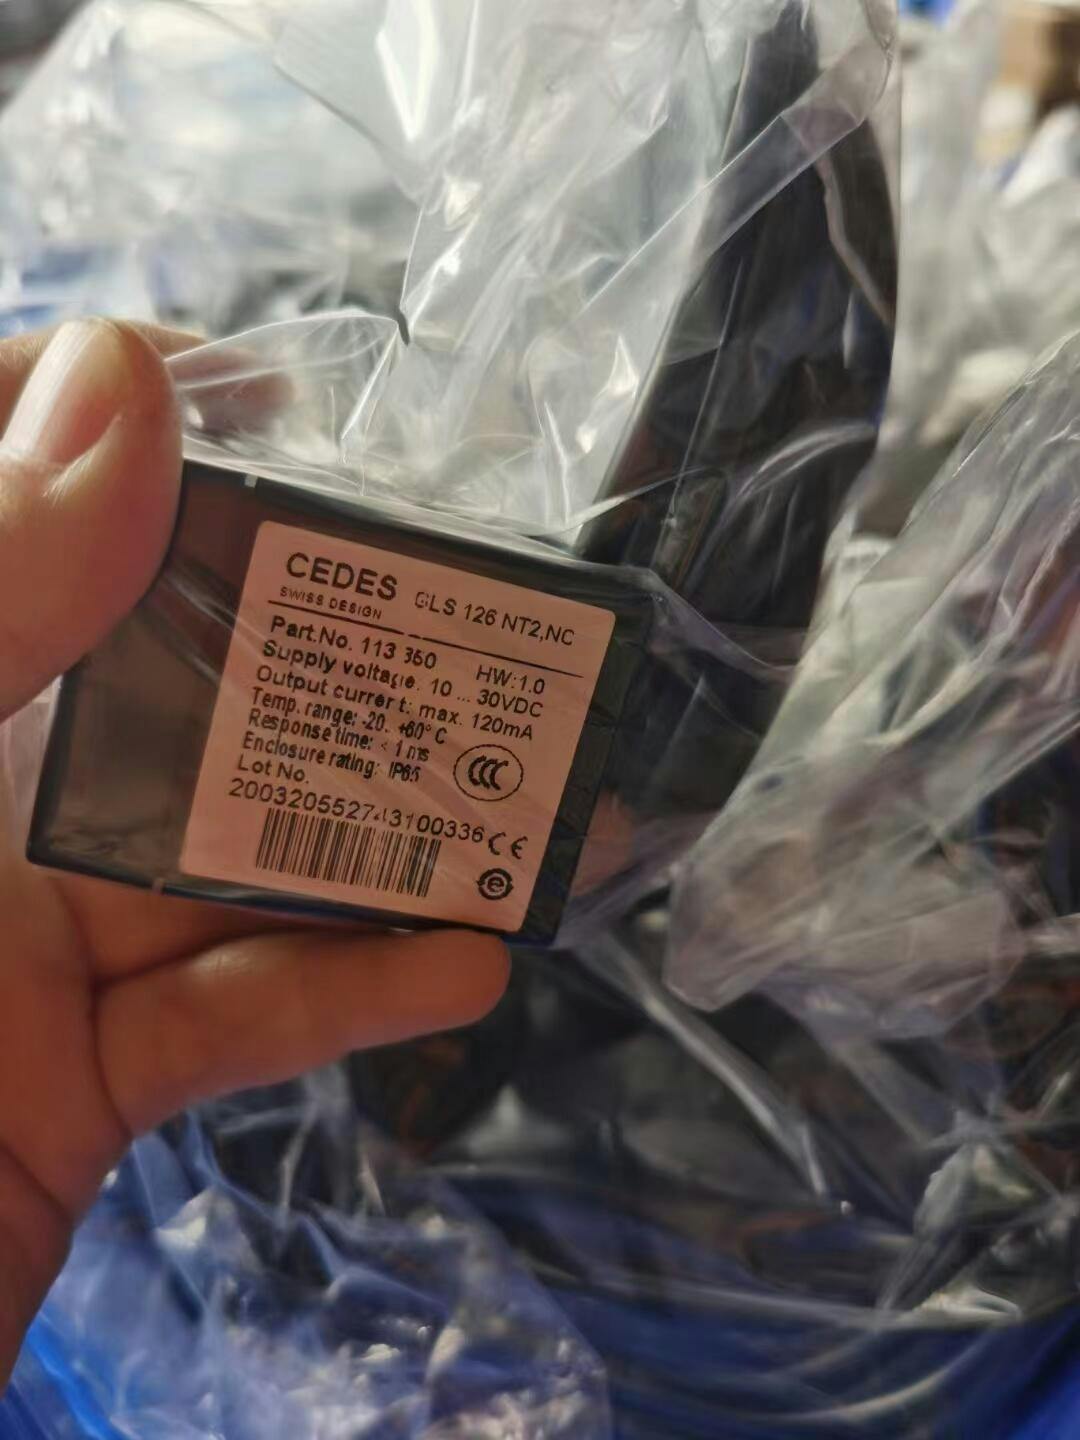 CEDES
SWISS DESIGN
GLS 126 NT2,NC
Part.No. 113 350
HW:1.0
Supply voltage: 10 ... 30VDC
Output current: max. 120mA
Temp. range: -20.. +60° C
Response time: < 1 ms
Enclosure rating: IP65
CCC
Lot No.
CE
e